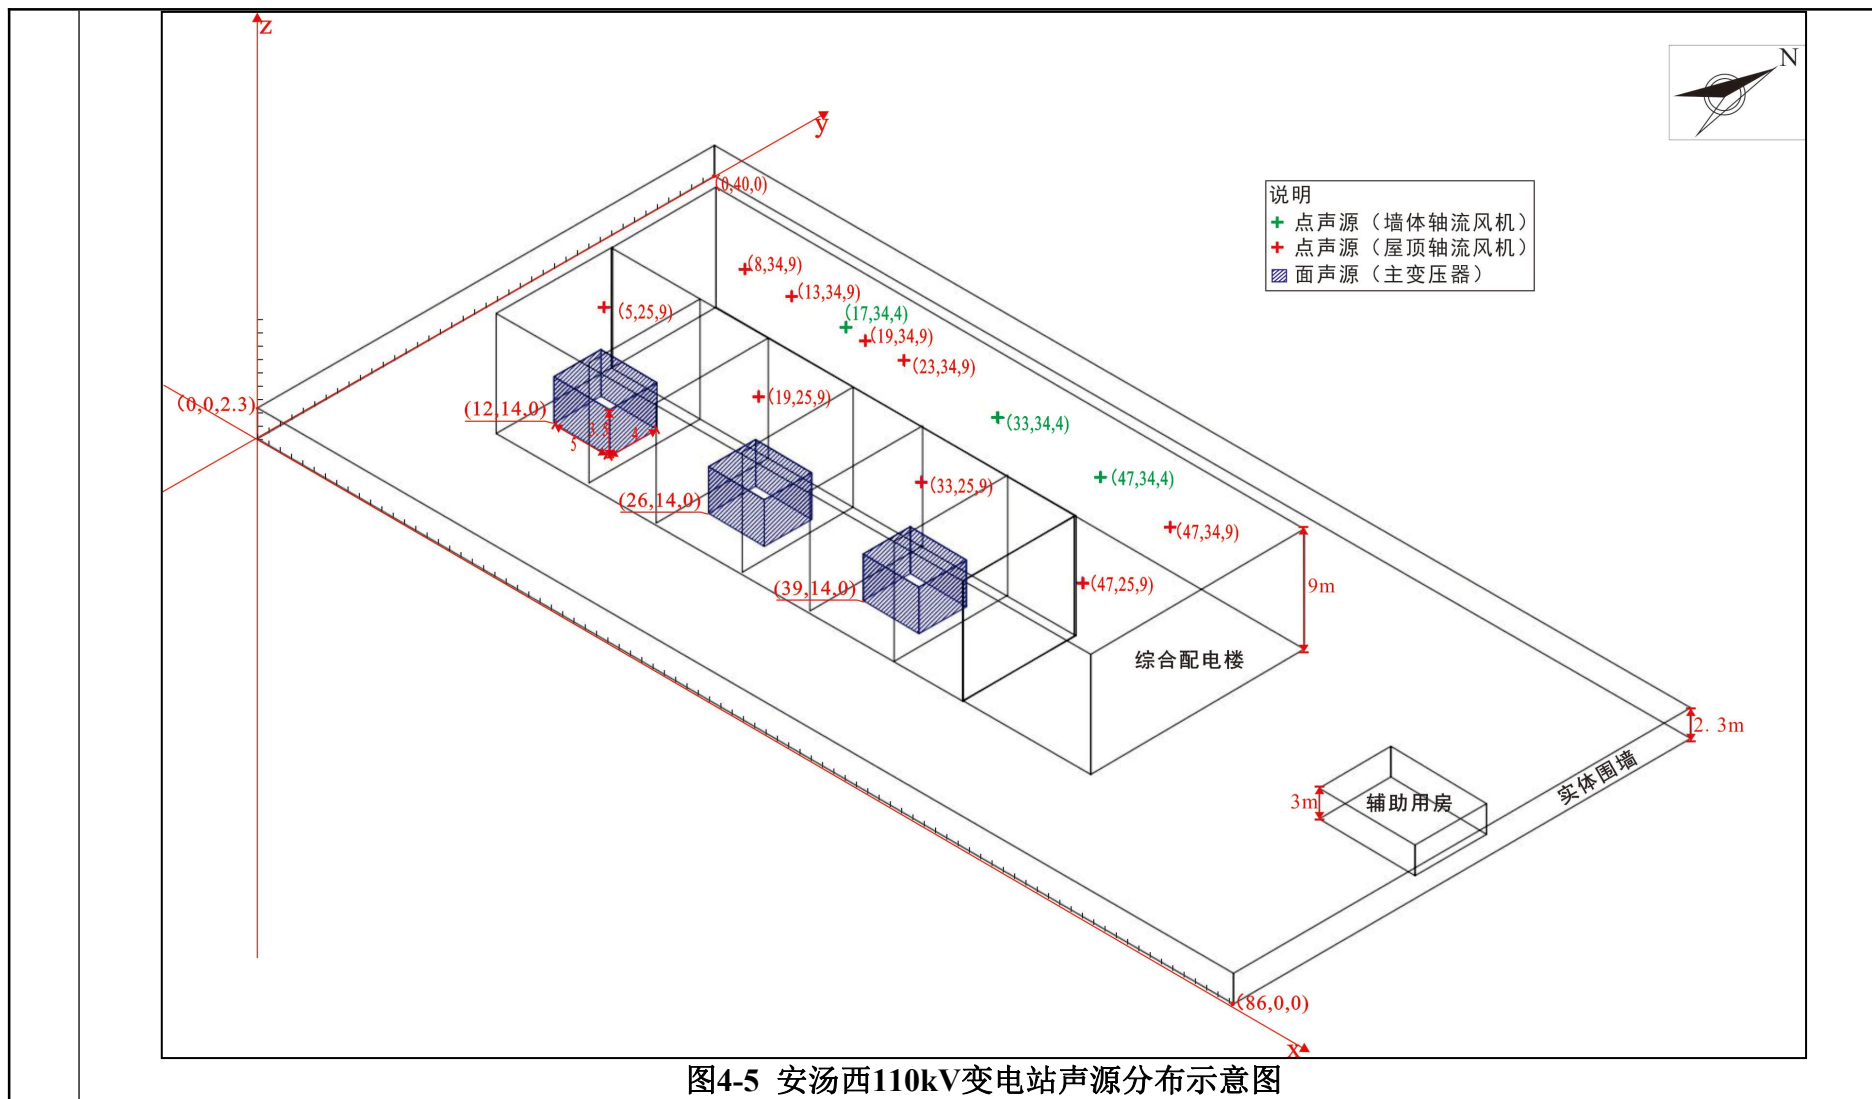 z
N
y
(0,40,0)
说明
点声源（墙体轴流风机）
点声源（屋顶轴流风机）
面声源（主变压器）
(8,34,9)
(13,34,9)
(5,25,9)
(17,34,4)
(19,34,9)
(23,34,9)
(0,0,2.3)
(12,14,0)
3.5
5
4
(19,25,9)
(33,34,4)
(26,14,0)
(33,25,9)
(47,34,4)
(47,34,9)
(39,14,0)
(47,25,9)
9m
综合配电楼
2.3m
实体围墙
3m
辅助用房
(86,0,0)
x
图4-5 安汤西110kV变电站声源分布示意图